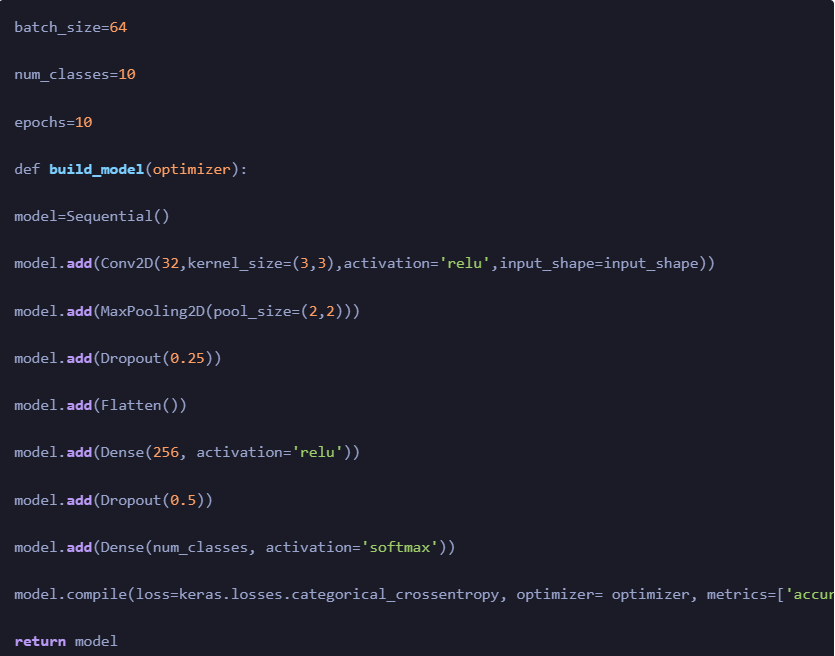 batch_size=64
num_classes=10
epochs=10
def build_model(optimizer):
model=Sequential()
model.add(Conv2D(32,kernel_size=(3,3),activation='relu',input_shape=input_shape))
model.add(MaxPooling2D(pool_size=(2,2)))
model.add(Dropout(0.25))
model.add(Flatten())
model.add(Dense(256, activation='relu'))
model.add(Dropout(0.5))
model.add(Dense(num_classes, activation='softmax'))
model.compile(loss=keras.losses.categorical_crossentropy, optimizer= optimizer, metrics=['accur
return model